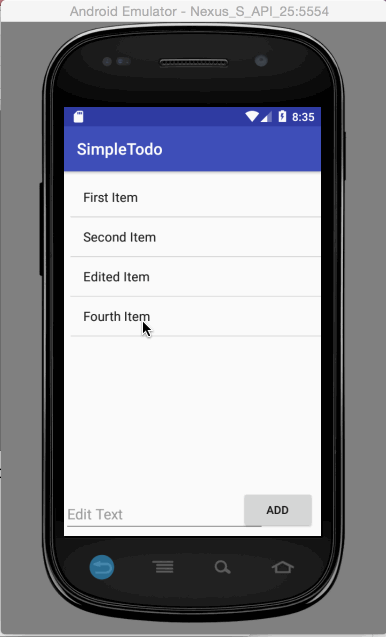 Android Emulator - Nexus_S_API_25:5554
8:35
SimpleTodo
First Item
Second Item
Edited Item
Fourth Item
Edit Text
ADD